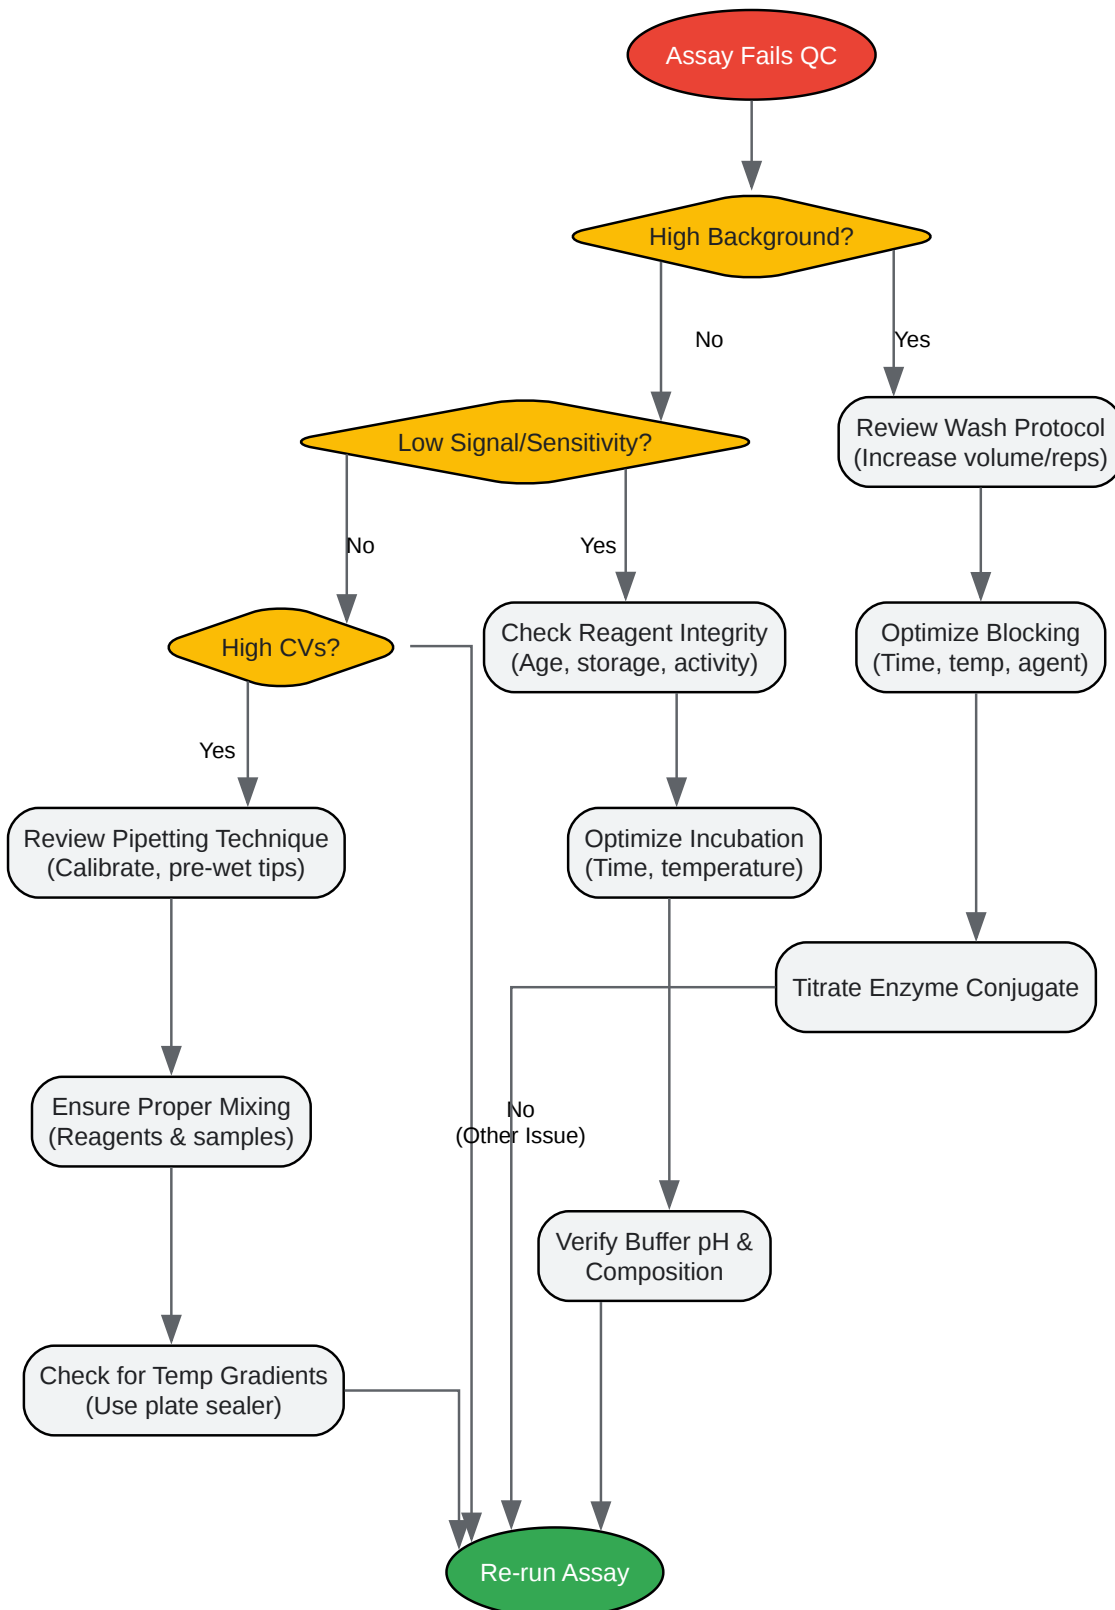 Assay Fails QC
High Background?
No
Yes
Review Wash Protocol
(Increase volume/reps)
Low Signal/Sensitivity?
No
Yes
Check Reagent Integrity
(Age, storage, activity)
Optimize Blocking
(Time, temp, agent)
High CVs?
Yes
Review Pipetting Technique
(Calibrate, pre-wet tips)
Optimize Incubation
(Time, temperature)
Titrate Enzyme Conjugate
Ensure Proper Mixing
(Reagents & samples)
No
(Other Issue)
Verify Buffer pH &
Composition
Check for Temp Gradients
(Use plate sealer)
Re-run Assay